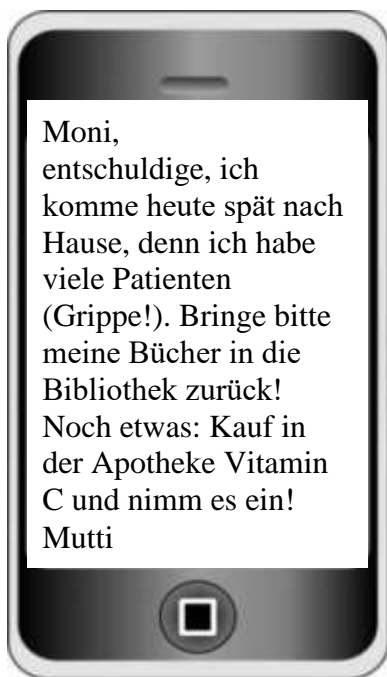 Moni,
entschuldige, ich
komme heute spät nach
Hause, denn ich habe
viele Patienten
(Grippe!). Bringe bitte
meine Bücher in die
Bibliothek zurück!
Noch etwas: Kauf in
der Apotheke Vitamin
C und nimm es ein!
Mutti